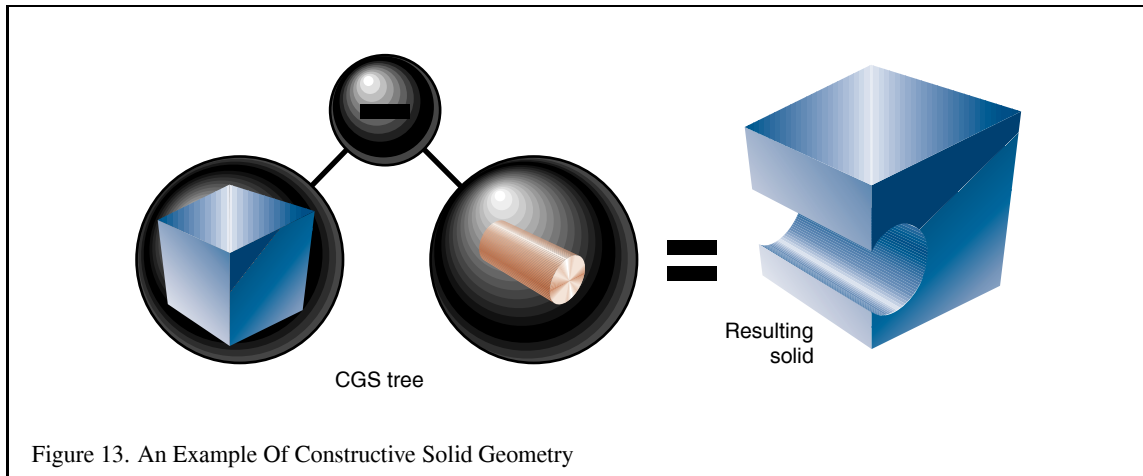 Resulting
solid
CGS tree
Figure 13. An Example Of Constructive Solid Geometry